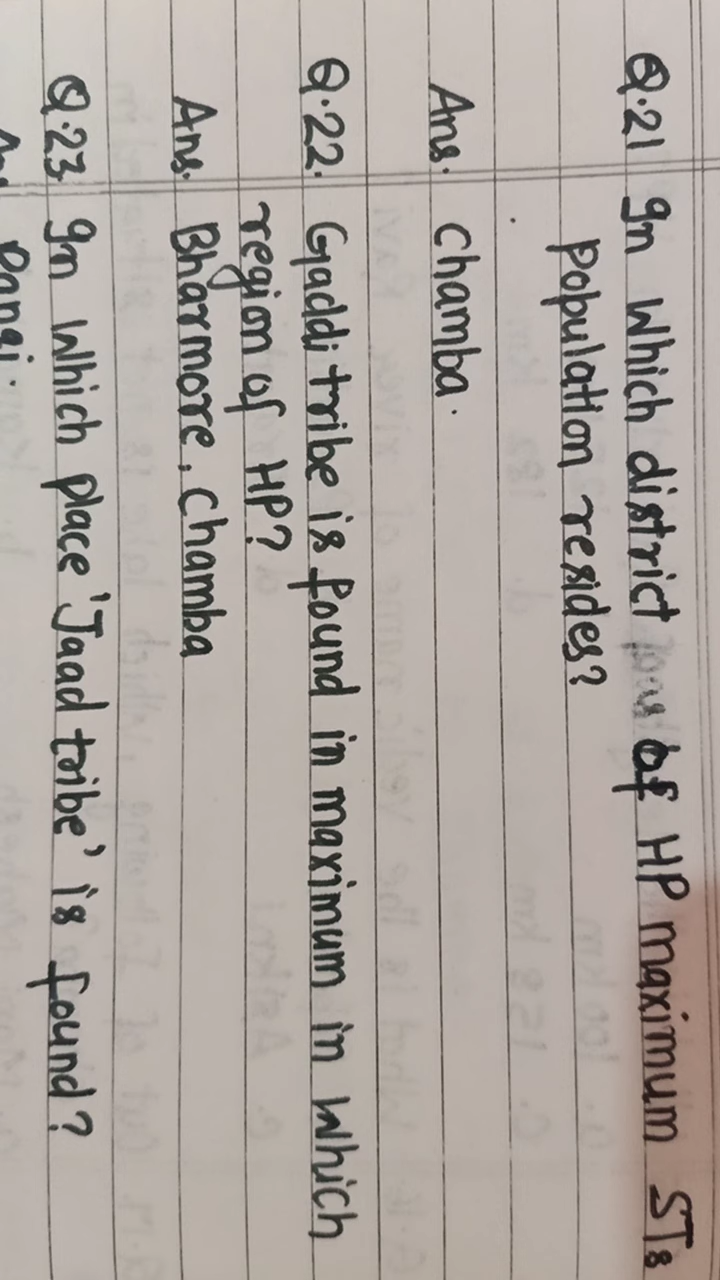 Q.21 In which district of HP maximum STs
population resides?
Ans. Chamba.
Q.22. Gaddi tribe is found in maximum in which
region of HP?
Ans. Bharmore, Chamba
Q.23 In which place 'Jaad tribe' is found?
Pangi.